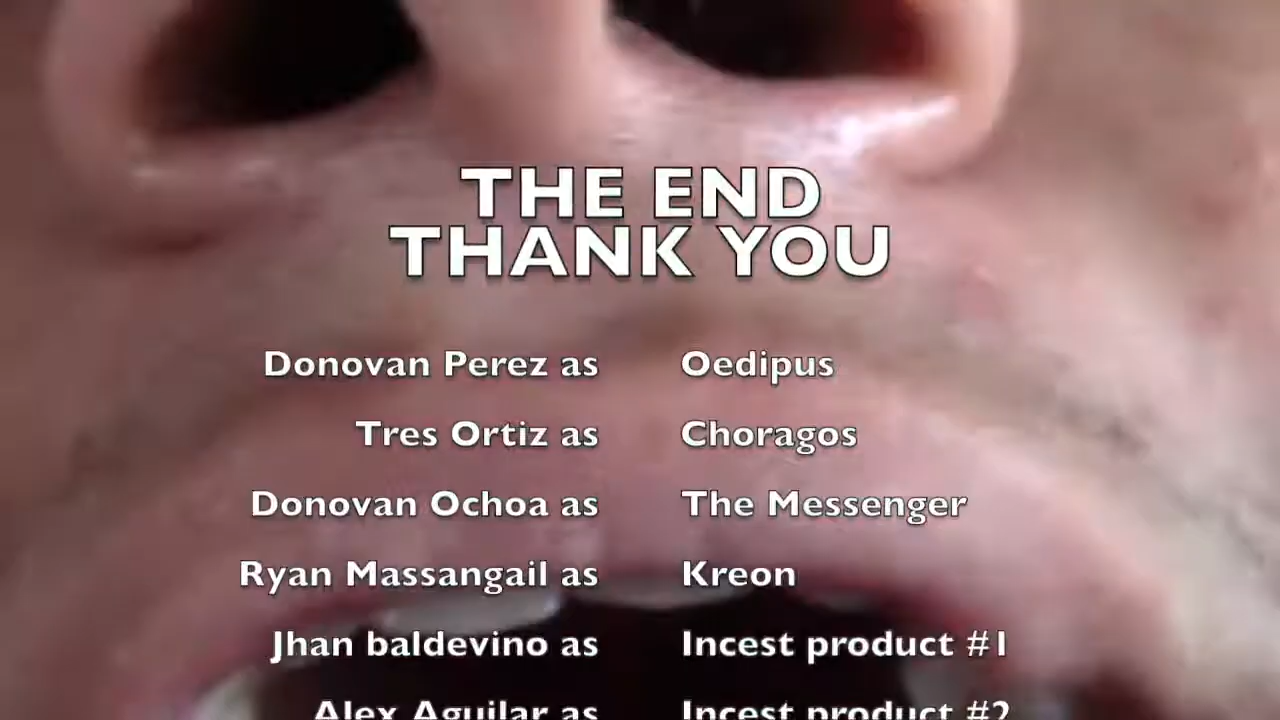 THE END
THANK YOU
Donovan Perez as Oedipus
Tres Ortiz as Choragos
Donovan Ochoa as The Messenger
Ryan Massangail as Kreon
Jhan baldevino as Incest product #1
Alex Aguilar as Incest product #2